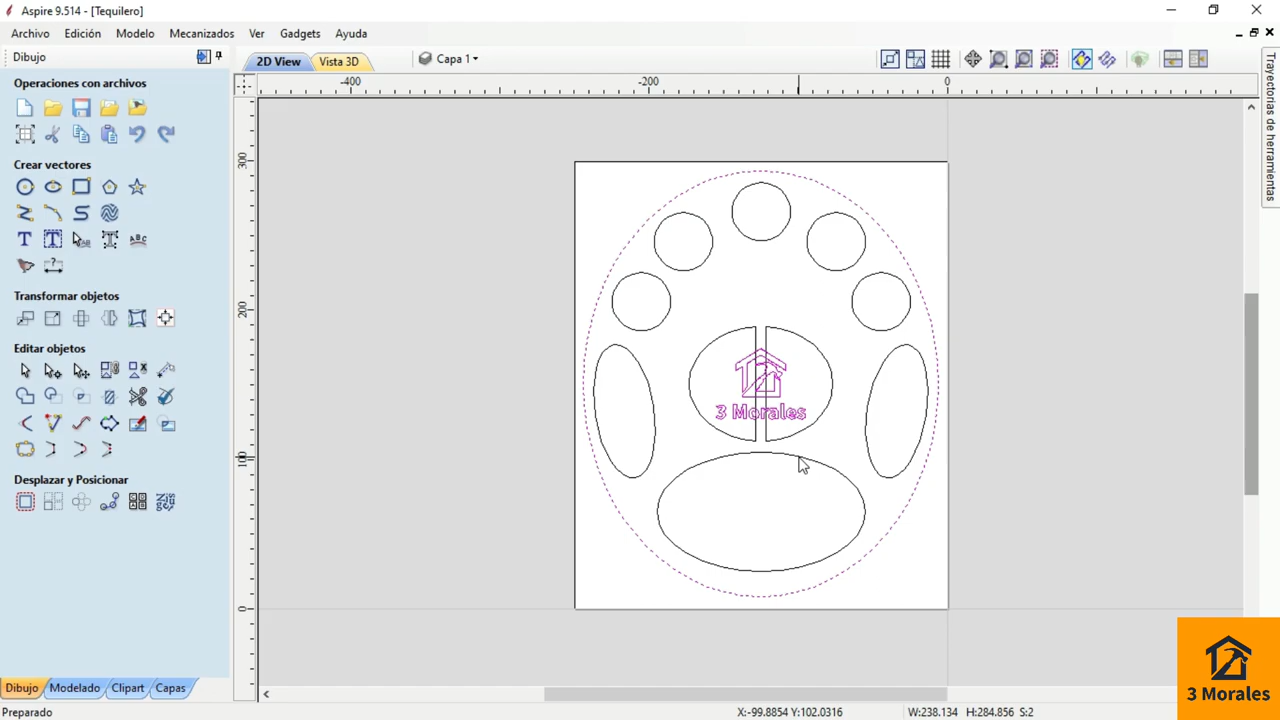 Aspire 9.514 - [Tequilero]
Archivo Edición Modelo Mecanizados Ver Gadgets Ayuda
Dibujo
2D View Vista 3D Capa 1
Operaciones con archivos
Crear vectores
Transformar objetos
Editar objetos
Desplazar y Posicionar
-400 -200 0
300
200
100
0
3 Morales
Trayectorias de herramientas
Dibujo Modelado Clipart Capas
Preparado
X:-99.8854 Y:102.0316 W:238.134 H:284.856 S:2
3 Morales